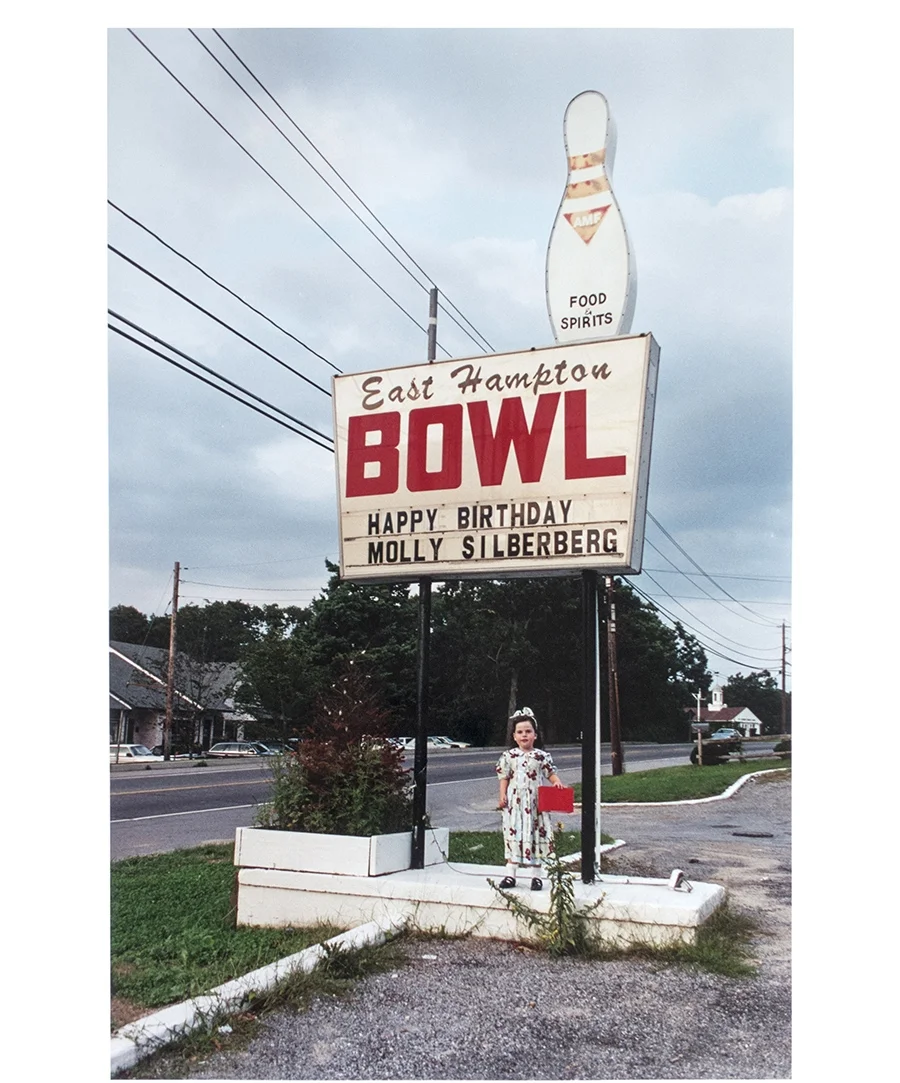 AMF
FOOD
&
SPIRITS
East Hampton
BOWL
HAPPY BIRTHDAY
MOLLY SILBERBERG